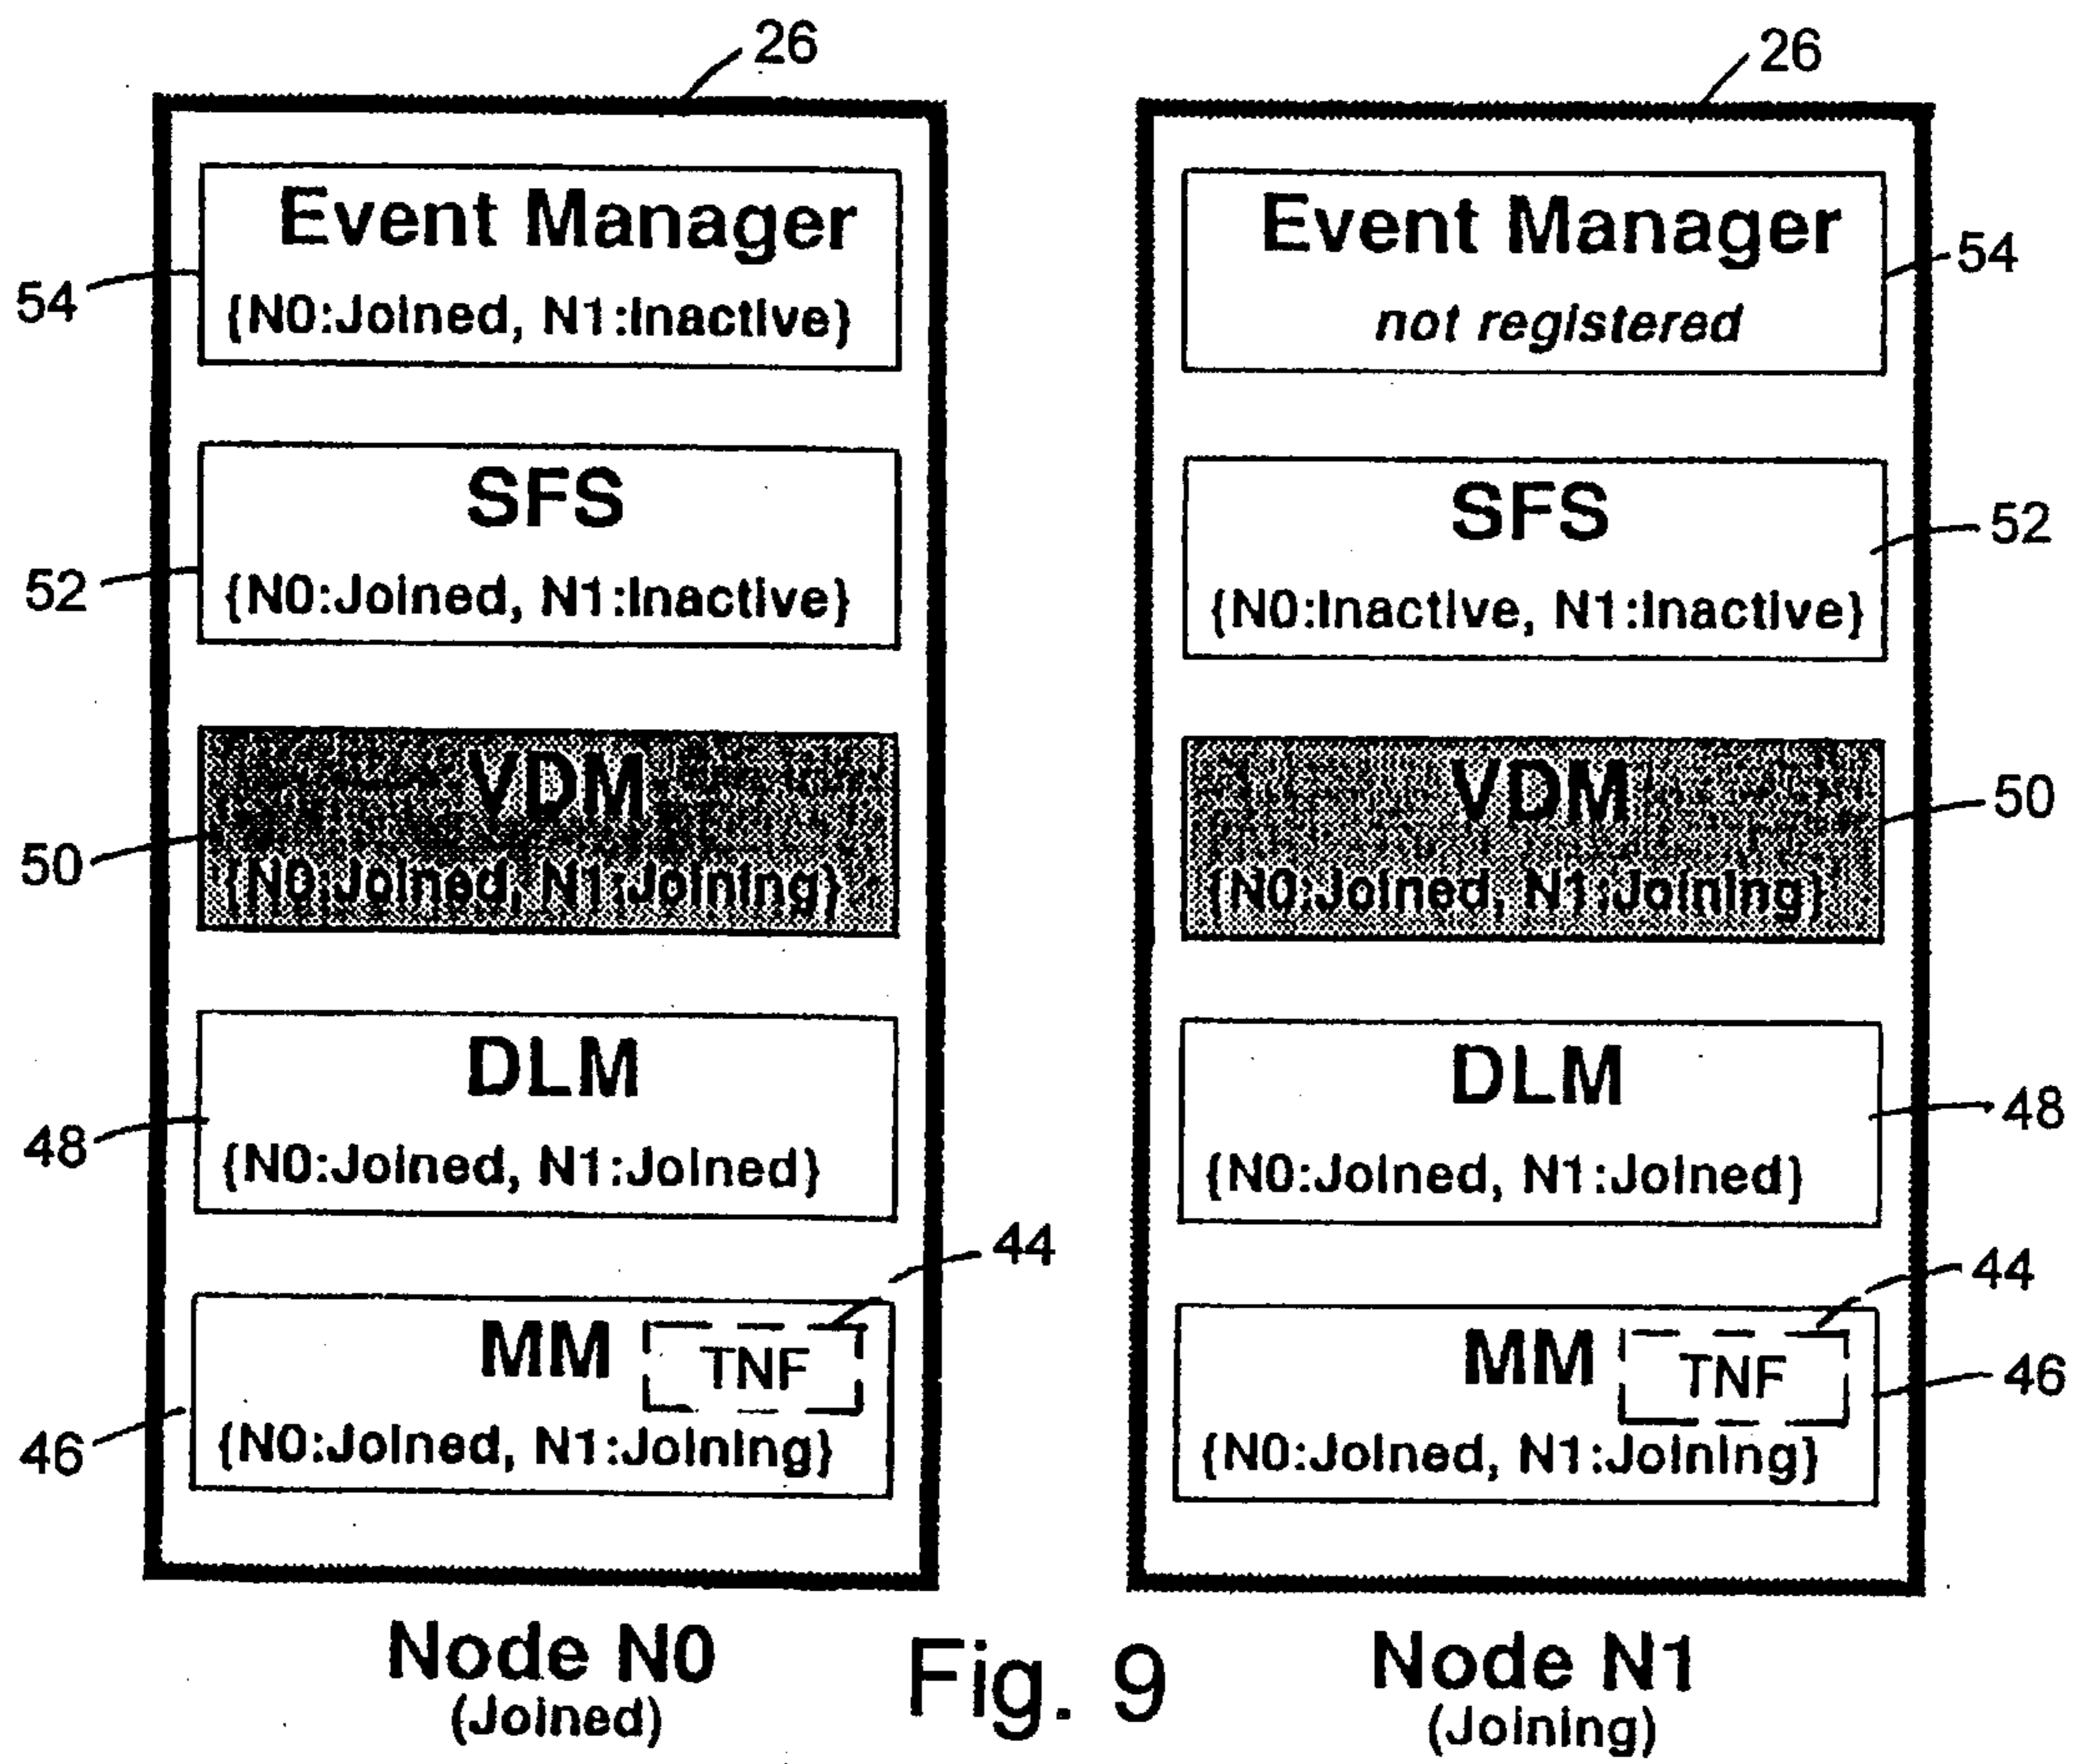 26
Event Manager
{N0:Joined, N1:Inactive}
54
SFS
{N0:Joined, N1:Inactive}
52
VDM
{N0:Joined, N1:Joining}
50
DLM
{N0:Joined, N1:Joined}
48
44
MM
TNF
{N0:Joined, N1:Joining}
46
Node N0
(Joined)
26
Event Manager
not registered
54
SFS
{N0:Inactive, N1:Inactive}
52
VDM
{N0:Joined, N1:Joining}
50
DLM
{N0:Joined, N1:Joined}
48
44
MM
TNF
{N0:Joined, N1:Joining}
46
Node N1
(Joining)
Fig. 9